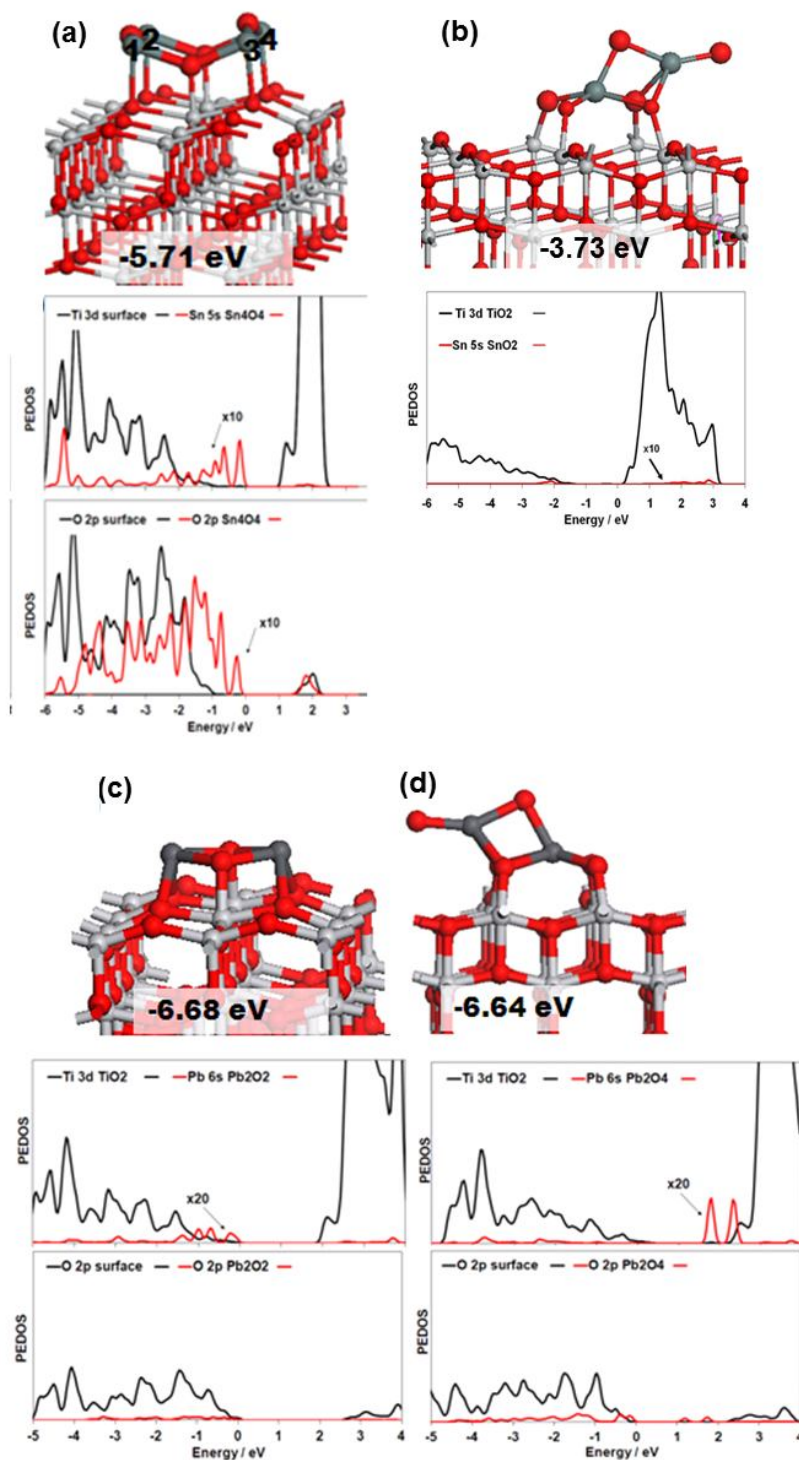 (a)
(b)
1 2 3 4
-5.71 eV
-3.73 eV
Ti 3d surface Sn 5s Sn4O4
x10
PEDOS
Ti 3d TiO2
Sn 5s SnO2
x10
PEDOS
-6 -5 -4 -3 -2 -1 0 1 2 3 4
Energy / eV
O 2p surface O 2p Sn4O4
x10
PEDOS
-6 -5 -4 -3 -2 -1 0 1 2 3
Energy / eV
(c)
(d)
-6.68 eV
-6.64 eV
Ti 3d TiO2 Pb 6s Pb2O2
x20
PEDOS
O 2p surface O 2p Pb2O2
PEDOS
-5 -4 -3 -2 -1 0 1 2 3 4
Energy / eV
Ti 3d TiO2 Pb 6s Pb2O4
x20
PEDOS
O 2p surface O 2p Pb2O4
PEDOS
-5 -4 -3 -2 -1 0 1 2 3 4
Energy / eV